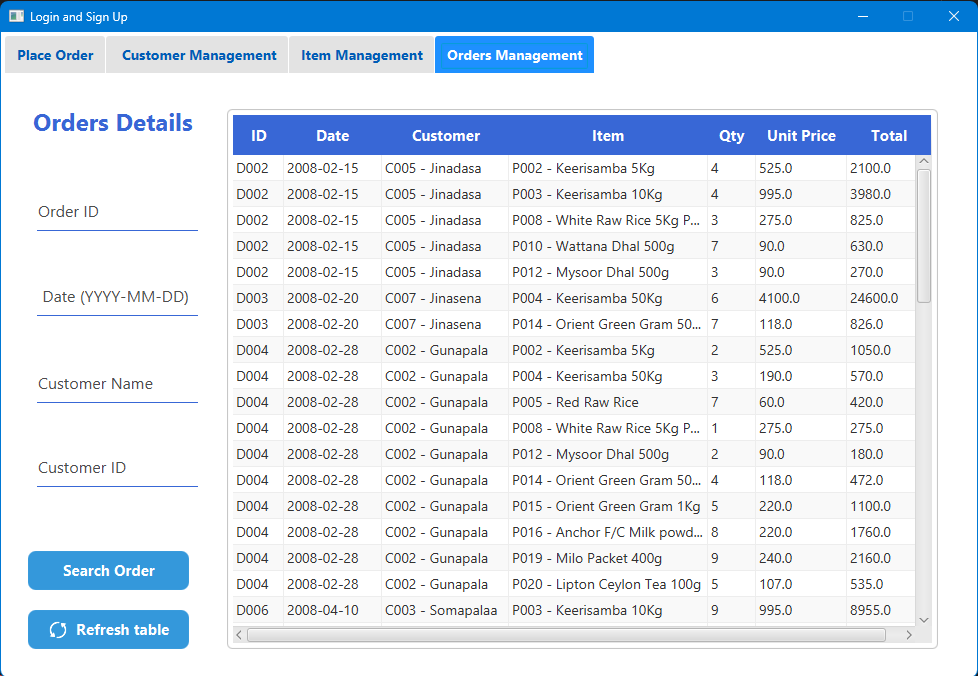 Login and Sign Up
Place Order Customer Management Item Management Orders Management
Orders Details
Order ID
Date (YYYY-MM-DD)
Customer Name
Customer ID
Search Order
Refresh table
ID Date Customer Item Qty Unit Price Total
D002 2008-02-15 C005 - Jinadasa P002 - Keerisamba 5Kg 4 525.0 2100.0
D002 2008-02-15 C005 - Jinadasa P003 - Keerisamba 10Kg 4 995.0 3980.0
D002 2008-02-15 C005 - Jinadasa P008 - White Raw Rice 5Kg P... 3 275.0 825.0
D002 2008-02-15 C005 - Jinadasa P010 - Wattana Dhal 500g 7 90.0 630.0
D002 2008-02-15 C005 - Jinadasa P012 - Mysoor Dhal 500g 3 90.0 270.0
D003 2008-02-20 C007 - Jinasena P004 - Keerisamba 50Kg 6 4100.0 24600.0
D003 2008-02-20 C007 - Jinasena P014 - Orient Green Gram 50... 7 118.0 826.0
D004 2008-02-28 C002 - Gunapala P002 - Keerisamba 5Kg 2 525.0 1050.0
D004 2008-02-28 C002 - Gunapala P004 - Keerisamba 50Kg 3 190.0 570.0
D004 2008-02-28 C002 - Gunapala P005 - Red Raw Rice 7 60.0 420.0
D004 2008-02-28 C002 - Gunapala P008 - White Raw Rice 5Kg P... 1 275.0 275.0
D004 2008-02-28 C002 - Gunapala P012 - Mysoor Dhal 500g 2 90.0 180.0
D004 2008-02-28 C002 - Gunapala P014 - Orient Green Gram 50... 4 118.0 472.0
D004 2008-02-28 C002 - Gunapala P015 - Orient Green Gram 1Kg 5 220.0 1100.0
D004 2008-02-28 C002 - Gunapala P016 - Anchor F/C Milk powd... 8 220.0 1760.0
D004 2008-02-28 C002 - Gunapala P019 - Milo Packet 400g 9 240.0 2160.0
D004 2008-02-28 C002 - Gunapala P020 - Lipton Ceylon Tea 100g 5 107.0 535.0
D006 2008-04-10 C003 - Somapalaa P003 - Keerisamba 10Kg 9 995.0 8955.0